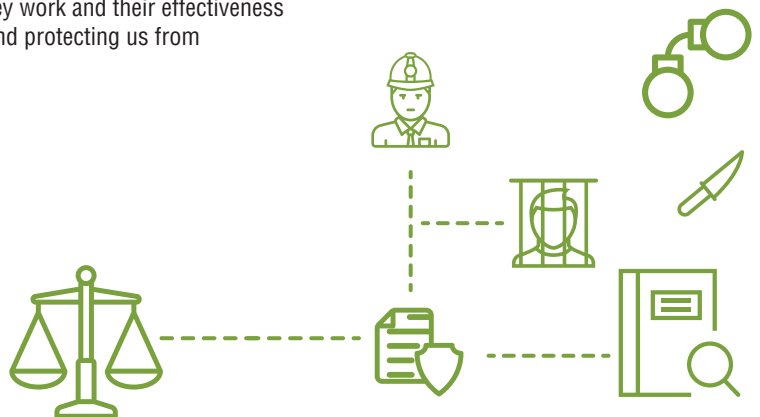 ey work and their effectiveness
nd protecting us from